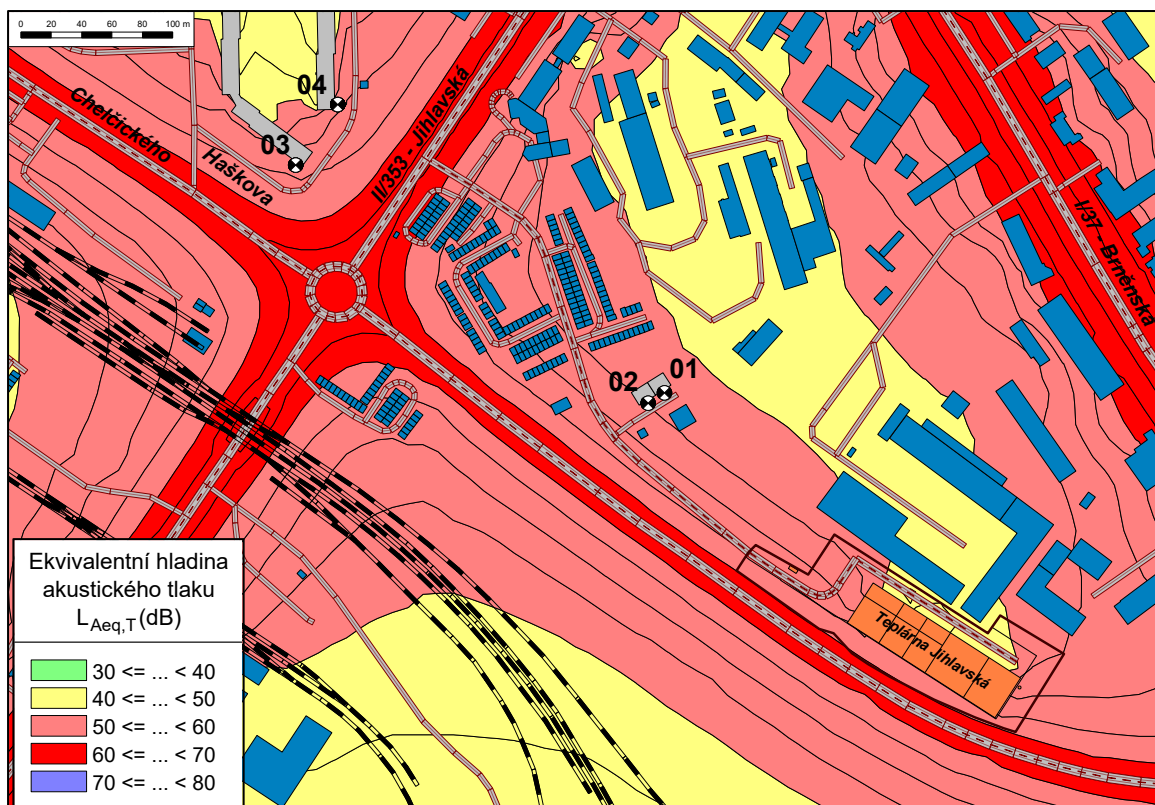 0 20 40 60 80 100 m
04
03
Chelčického
Haškova
II/353 - Jihlavská
I/37 - Brněnska
02
01
Teplárna Jihlavská
Ekvivalentní hladina
akustického tlaku
LAeq,T (dB)
30 <= ... < 40
40 <= ... < 50
50 <= ... < 60
60 <= ... < 70
70 <= ... < 80